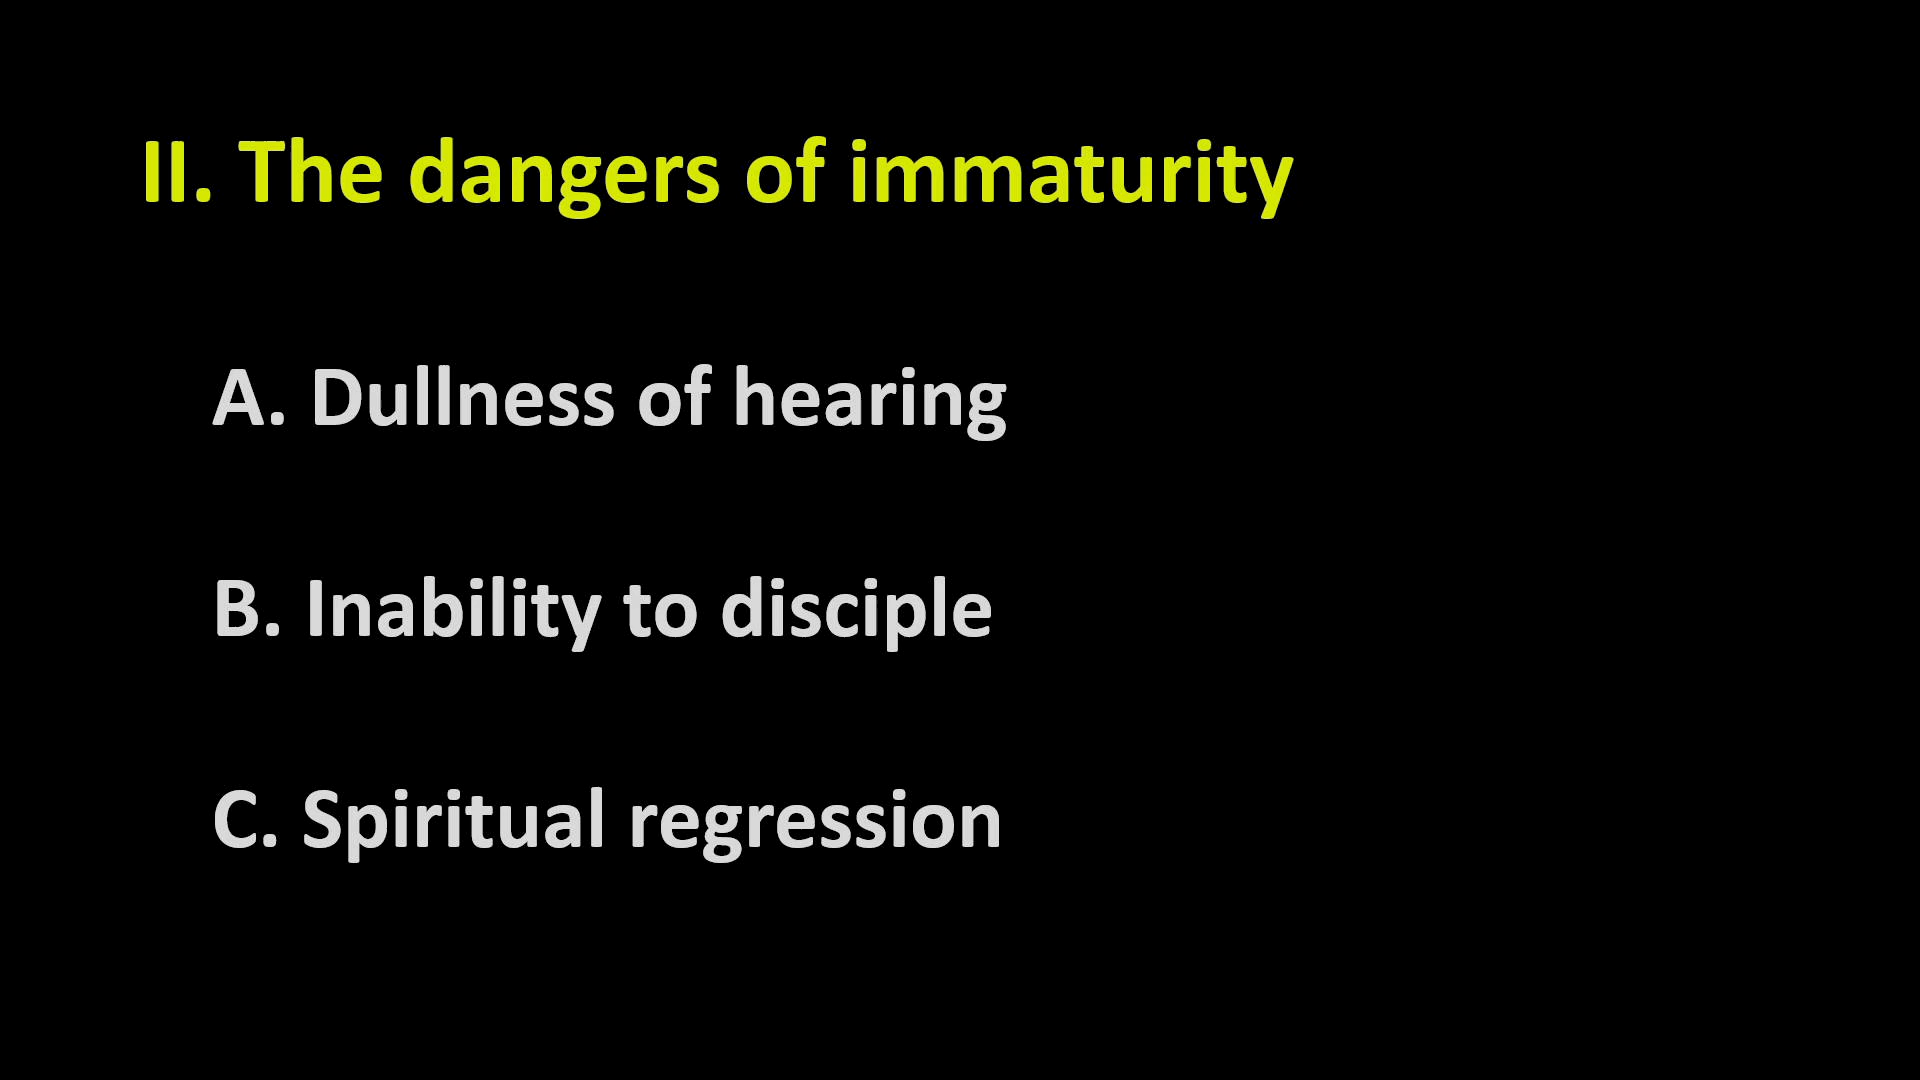 II. The dangers of immaturity
A. Dullness of hearing
B. Inability to disciple
C. Spiritual regression